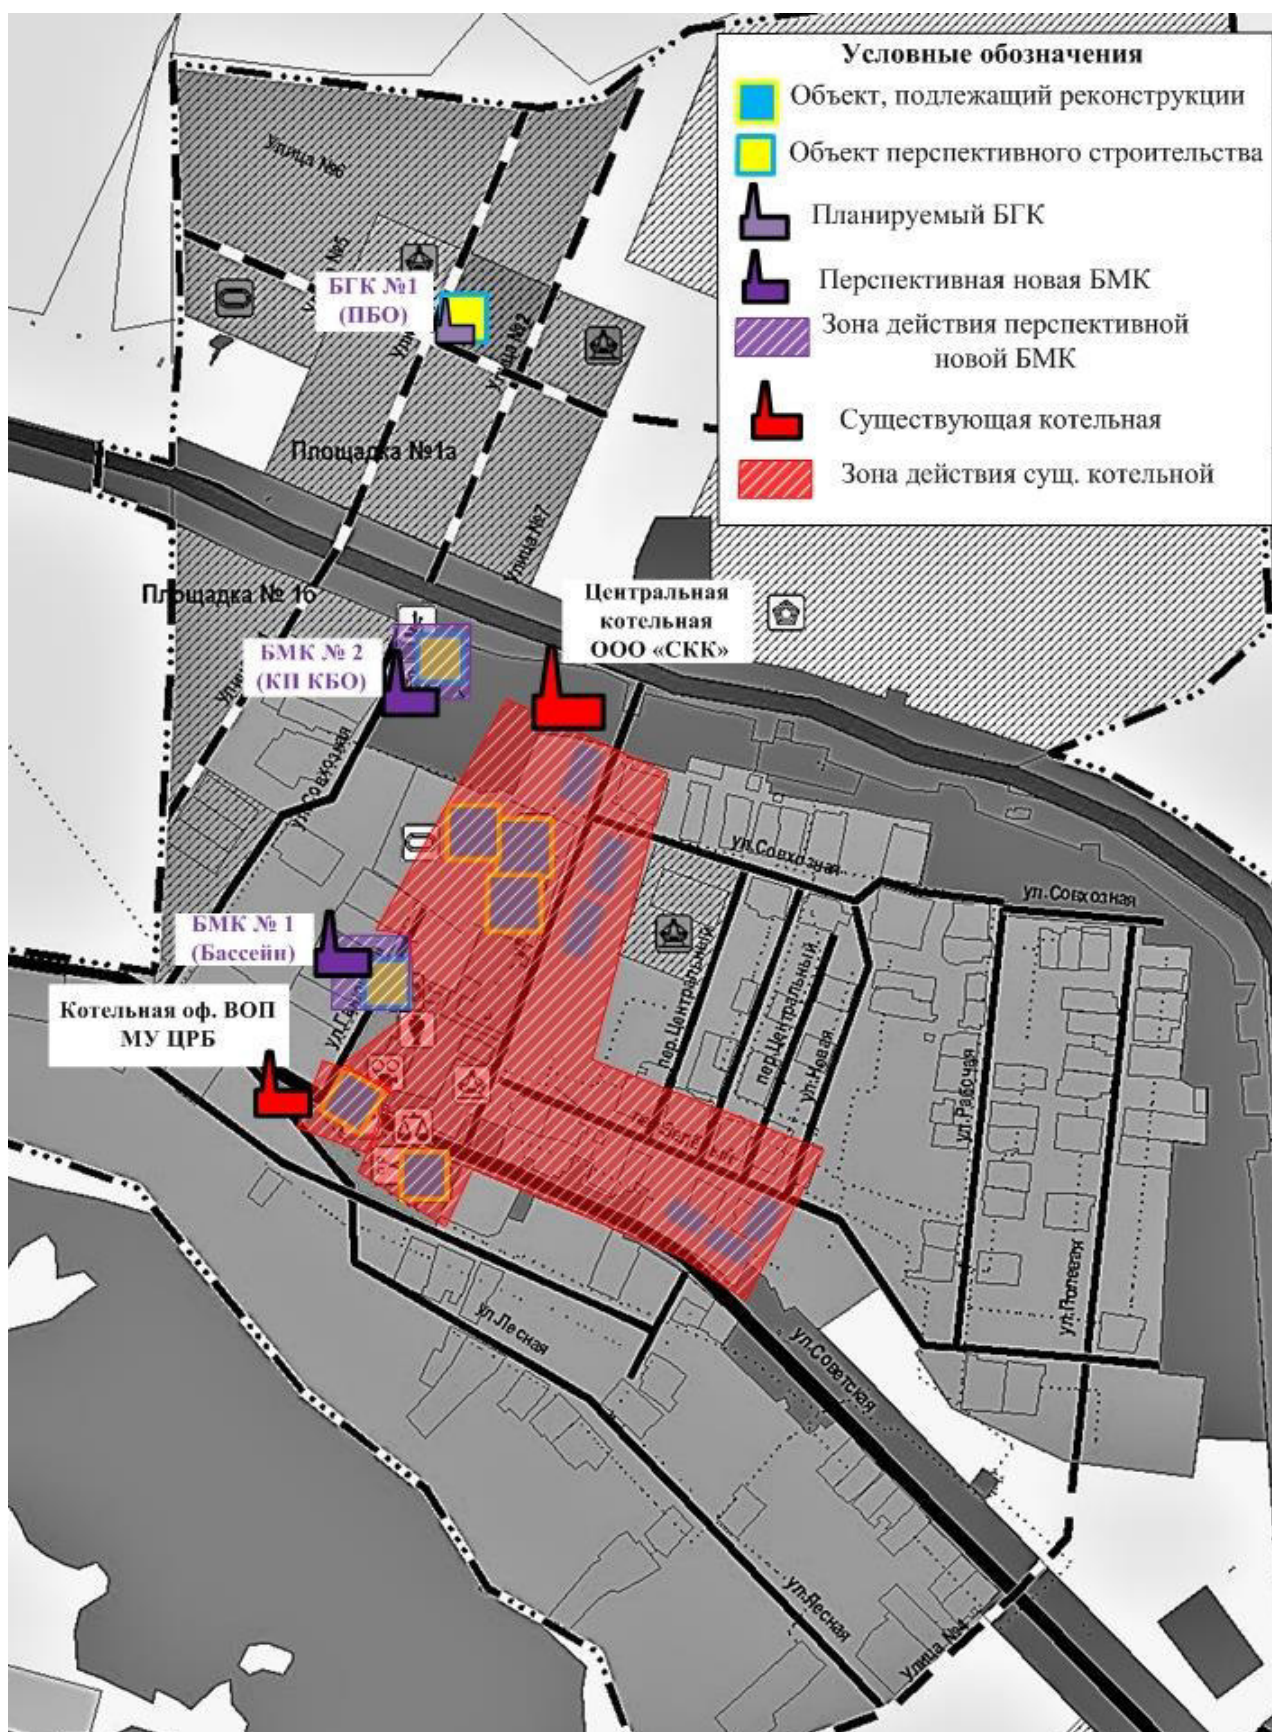 Условные обозначения
Объект, подлежащий реконструкции
Объект перспективного строительства
Планируемый БГК
Перспективная новая БМК
Зона действия перспективной
новой БМК
Существующая котельная
Зона действия сущ. котельной
Улица №6
№5
БГК №1
(ПБО)
Улица №2
Площадка №1а
Улица №7
Площадка № 1б
Центральная
котельная
ООО «СКК»
БМК № 2
(КП КБО)
ул.Совхозная
ул.Совхозная
ул.Совхозная
БМК № 1
(Бассейн)
Котельная оф. ВОП
МУ ЦРБ
пер.Центральный
пер.Центральный
ул.Новая
ул.Рабочая
ул.Полевая
ул.Лесная
ул.Советская
ул.Лесная
Улица №4